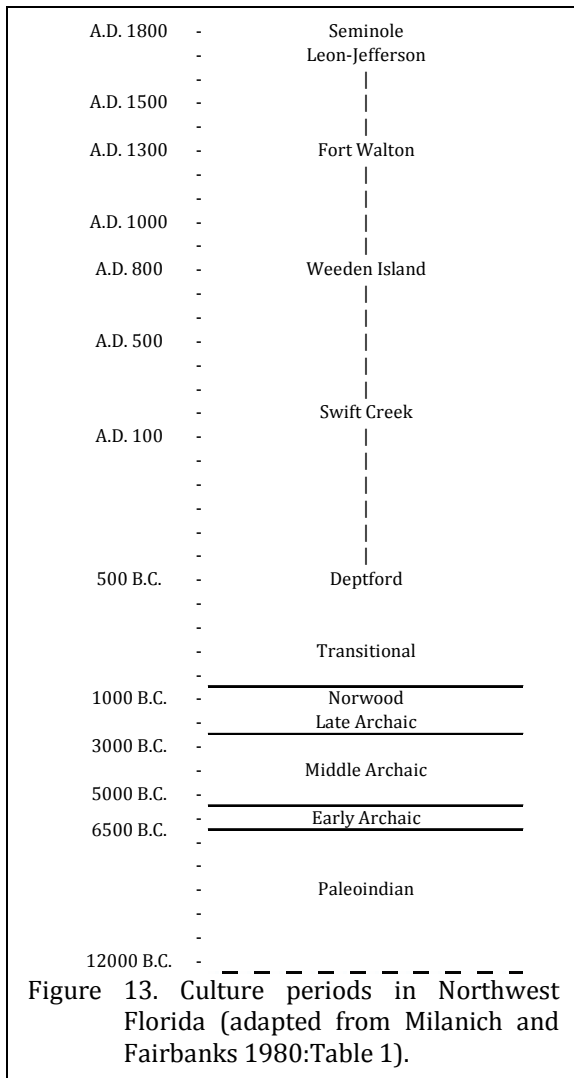 A.D. 1800 - Seminole
- Leon-Jefferson
-
A.D. 1500 -
-
A.D. 1300 - Fort Walton
-
-
A.D. 1000 -
-
A.D. 800 - Weeden Island
-
-
A.D. 500 -
-
-
- Swift Creek
A.D. 100 -
-
-
-
-
-
500 B.C. - Deptford
-
-
- Transitional
-
1000 B.C. - Norwood
- Late Archaic
3000 B.C. -
- Middle Archaic
5000 B.C. -
- Early Archaic
6500 B.C. -
-
-
- Paleoindian
-
-
12000 B.C. -
Figure 13. Culture periods in Northwest
Florida (adapted from Milanich and
Fairbanks 1980:Table 1).